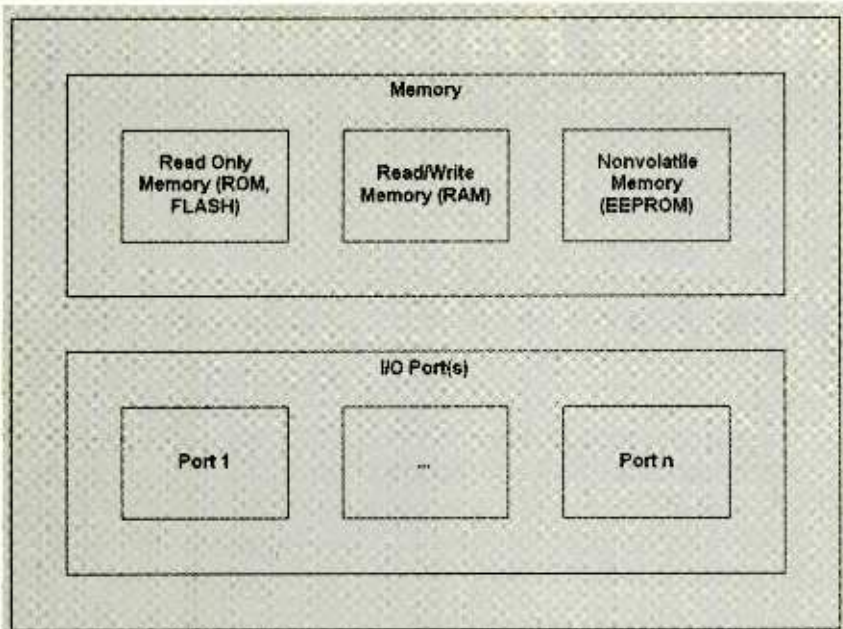 Memory
Read Only
Memory (ROM,
FLASH)
Read/Write
Memory (RAM)
Nonvolatile
Memory
(EEPROM)
I/O Port(s)
Port 1
...
Port n